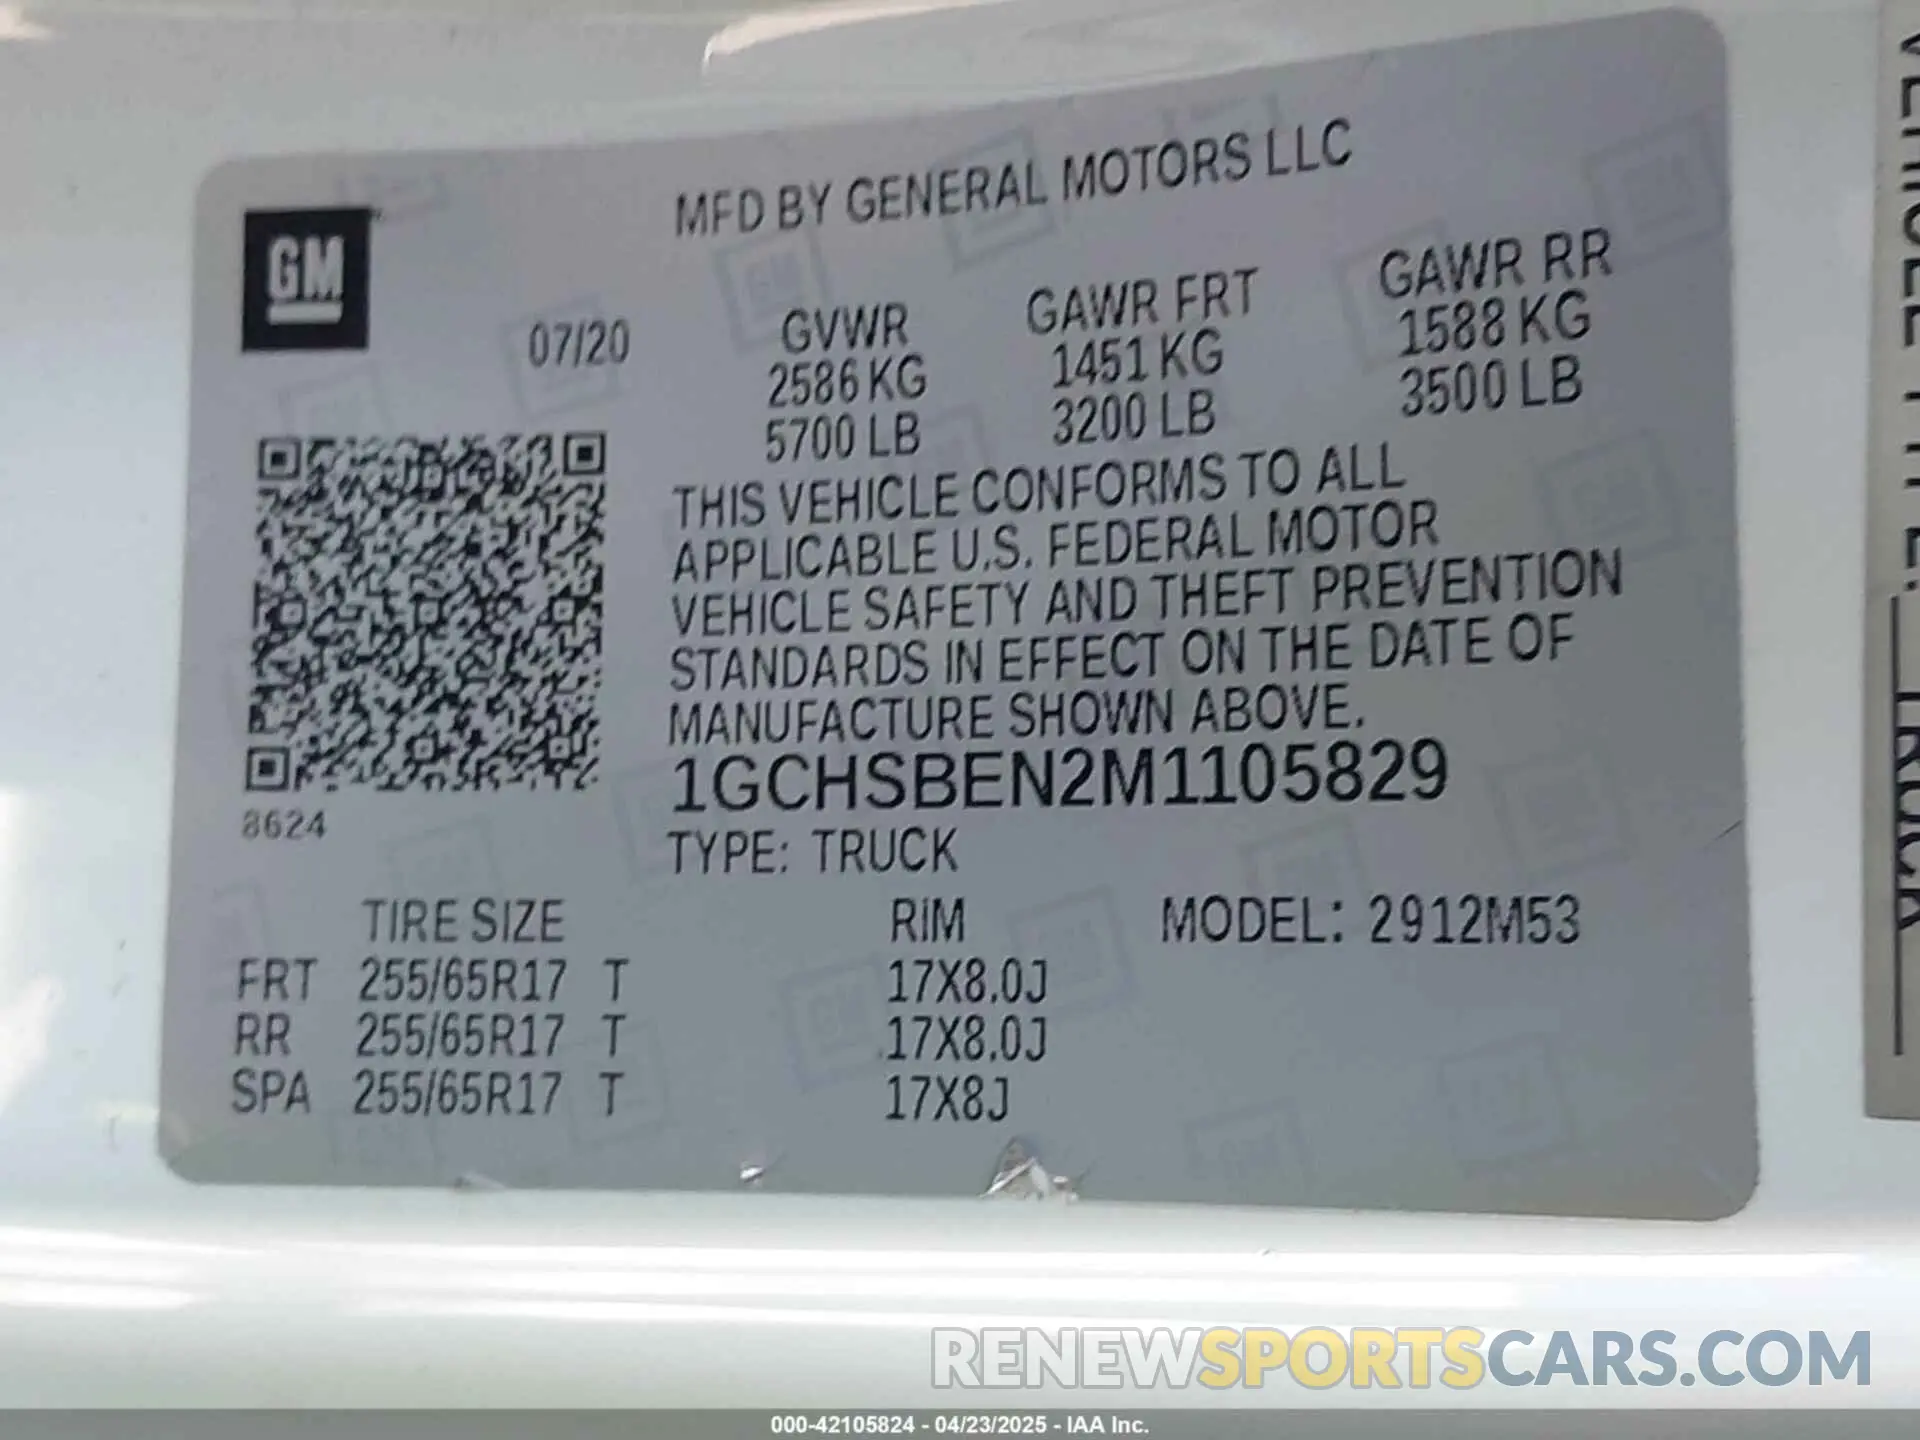 MFD BY GENERAL MOTORS LLC
GM
07/20
GVWR GAWR FRT GAWR RR
2586 KG 1451 KG 1588 KG
5700 LB 3200 LB 3500 LB
THIS VEHICLE CONFORMS TO ALL
APPLICABLE U.S. FEDERAL MOTOR
VEHICLE SAFETY AND THEFT PREVENTION
STANDARDS IN EFFECT ON THE DATE OF
MANUFACTURE SHOWN ABOVE.
1GCHSBEN2M1105829
8624
TYPE: TRUCK
TIRE SIZE RIM MODEL: 2912M53
FRT 255/65R17 T 17X8.0J
RR 255/65R17 T 17X8.0J
SPA 255/65R17 T 17X8J
VEHICLE TYPE: TRUCK
RENEWSPORTSCARS.COM
000-42105824 - 04/23/2025 - IAA Inc.